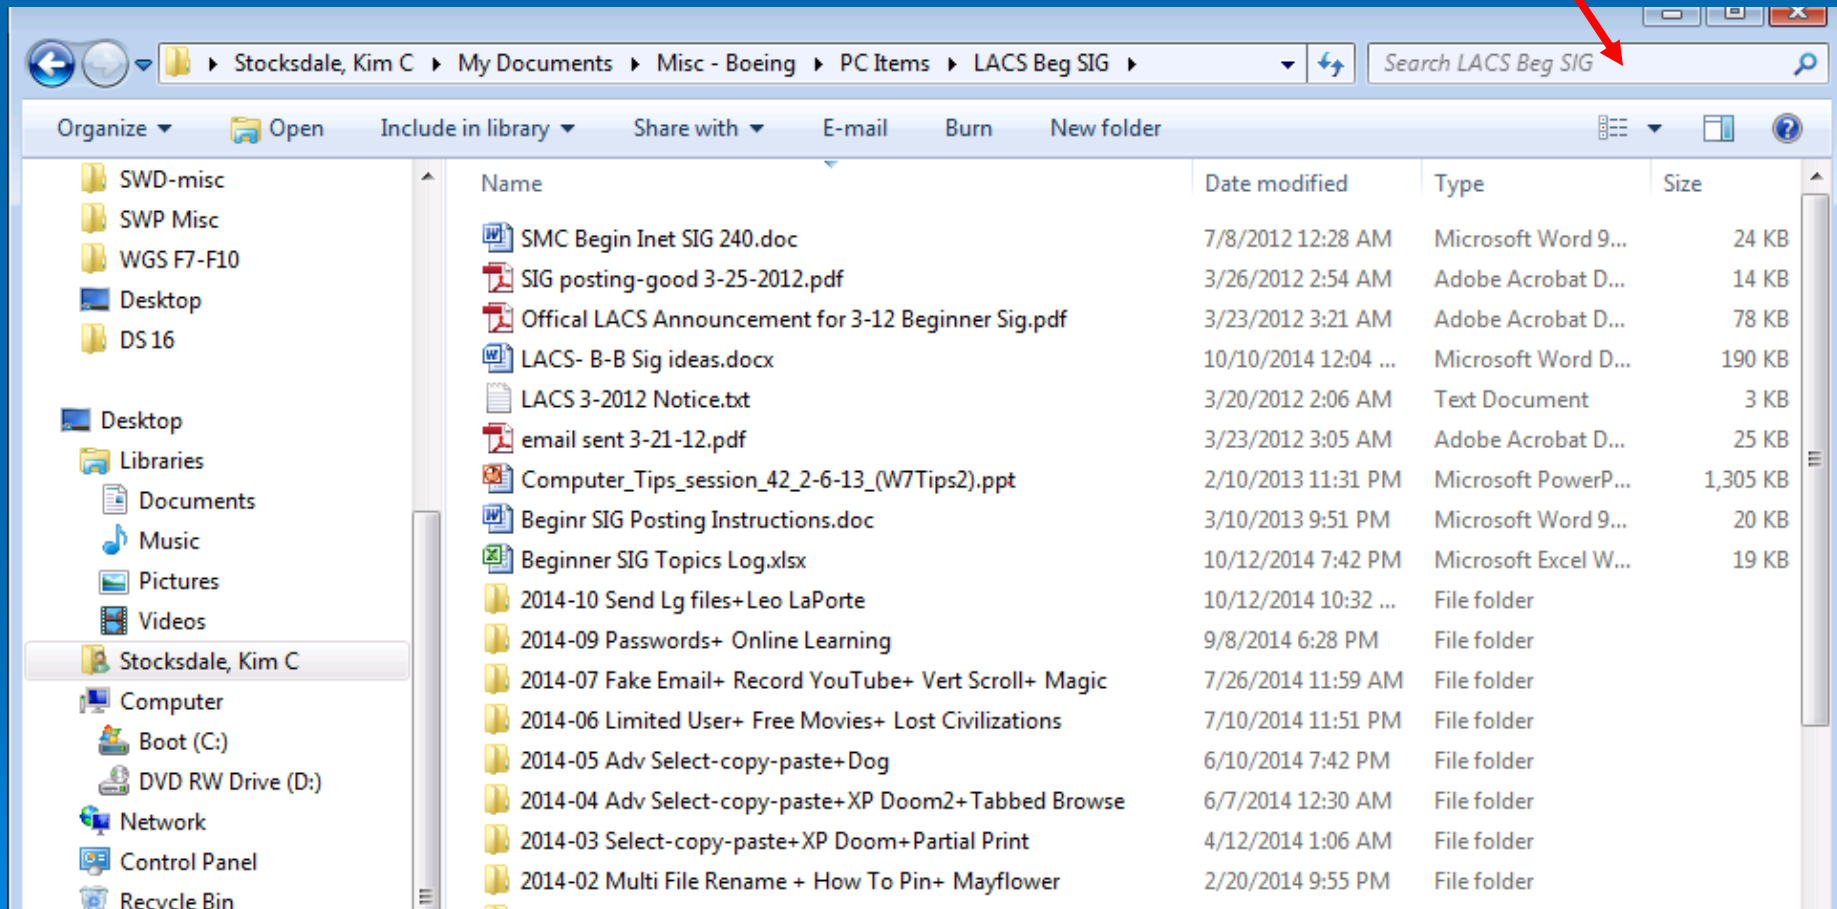 Stocksdale, Kim C My Documents Misc - Boeing PC Items LACS Beg SIG Search LACS Beg SIG
Organize Open Include in library Share with E-mail Burn New folder
SWD-misc
SWP Misc
WGS F7-F10
Desktop
DS 16
Desktop
Libraries
Documents
Music
Pictures
Videos
Stocksdale, Kim C
Computer
Boot (C:)
DVD RW Drive (D:)
Network
Control Panel
Recycle Bin
Name Date modified Type Size
SMC Begin Inet SIG 240.doc 7/8/2012 12:28 AM Microsoft Word 9... 24 KB
SIG posting-good 3-25-2012.pdf 3/26/2012 2:54 AM Adobe Acrobat D... 14 KB
Offical LACS Announcement for 3-12 Beginner Sig.pdf 3/23/2012 3:21 AM Adobe Acrobat D... 78 KB
LACS- B-B Sig ideas.docx 10/10/2014 12:04 ... Microsoft Word D... 190 KB
LACS 3-2012 Notice.txt 3/20/2012 2:06 AM Text Document 3 KB
email sent 3-21-12.pdf 3/23/2012 3:05 AM Adobe Acrobat D... 25 KB
Computer_Tips_session_42_2-6-13_(W7Tips2).ppt 2/10/2013 11:31 PM Microsoft PowerP... 1,305 KB
Beginr SIG Posting Instructions.doc 3/10/2013 9:51 PM Microsoft Word 9... 20 KB
Beginner SIG Topics Log.xlsx 10/12/2014 7:42 PM Microsoft Excel W... 19 KB
2014-10 Send Lg files+Leo LaPorte 10/12/2014 10:32 ... File folder
2014-09 Passwords+ Online Learning 9/8/2014 6:28 PM File folder
2014-07 Fake Email+ Record YouTube+ Vert Scroll+ Magic 7/26/2014 11:59 AM File folder
2014-06 Limited User+ Free Movies+ Lost Civilizations 7/10/2014 11:51 PM File folder
2014-05 Adv Select-copy-paste+Dog 6/10/2014 7:42 PM File folder
2014-04 Adv Select-copy-paste+XP Doom2+Tabbed Browse 6/7/2014 12:30 AM File folder
2014-03 Select-copy-paste+XP Doom+Partial Print 4/12/2014 1:06 AM File folder
2014-02 Multi File Rename + How To Pin+ Mayflower 2/20/2014 9:55 PM File folder